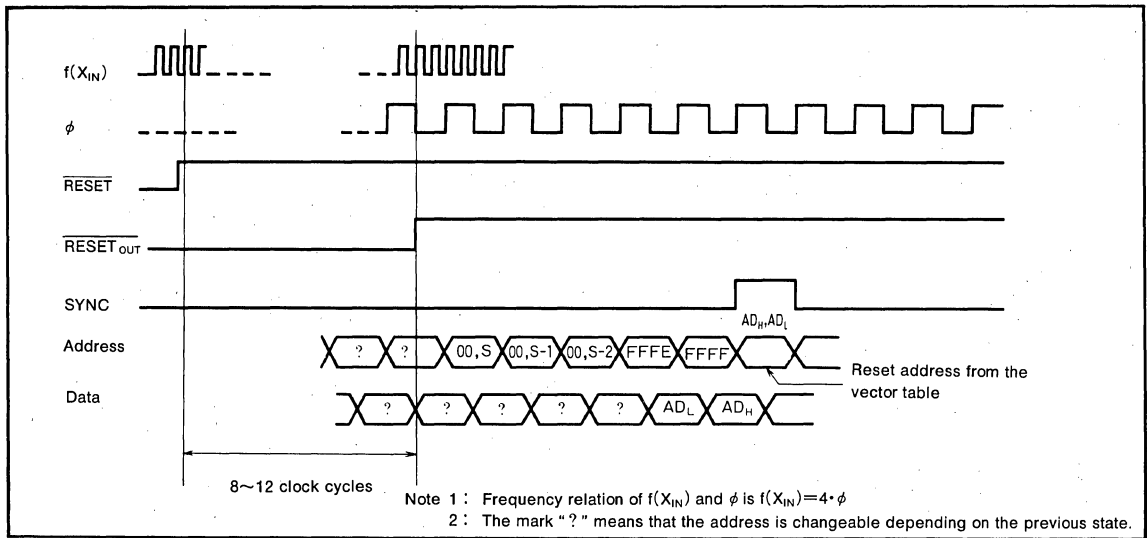 f(XIN)
φ
RESET
RESETOUT
SYNC
ADH,ADL
Address
? ? 00,S 00,S-1 00,S-2 FFFE FFFF
Reset address from the
vector table
Data
? ? ? ? ? ADL ADH
8~12 clock cycles
Note 1 : Frequency relation of f(XIN) and φ is f(XIN)=4·φ
2 : The mark "?" means that the address is changeable depending on the previous state.